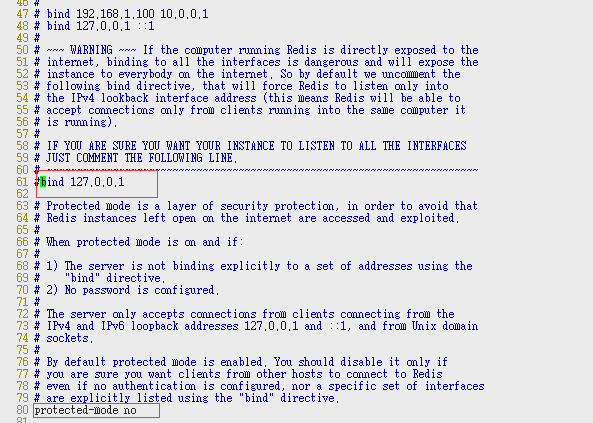 46 #
47 # bind 192.168.1.100 10.0.0.1
48 # bind 127.0.0.1 ::1
49 #
50 # ~~~ WARNING ~~~ If the computer running Redis is directly exposed to the
51 # internet, binding to all the interfaces is dangerous and will expose the
52 # instance to everybody on the internet. So by default we uncomment the
53 # following bind directive, that will force Redis to listen only into
54 # the IPv4 lookback interface address (this means Redis will be able to
55 # accept connections only from clients running into the same computer it
56 # is running).
57 #
58 # IF YOU ARE SURE YOU WANT YOUR INSTANCE TO LISTEN TO ALL THE INTERFACES
59 # JUST COMMENT THE FOLLOWING LINE.
60 # ~~~~~~~~~~~~~~~~~~~~~~~~~~~~~~~~~~~~~~~~~~~~~~~~~~~~~~~~~~~~~~~~~~~~~~~~
61 #bind 127.0.0.1
62
63 # Protected mode is a layer of security protection, in order to avoid that
64 # Redis instances left open on the internet are accessed and exploited.
65 #
66 # When protected mode is on and if:
67 #
68 # 1) The server is not binding explicitly to a set of addresses using the
69 #    "bind" directive.
70 # 2) No password is configured.
71 #
72 # The server only accepts connections from clients connecting from the
73 # IPv4 and IPv6 loopback addresses 127.0.0.1 and ::1, and from Unix domain
74 # sockets.
75 #
76 # By default protected mode is enabled. You should disable it only if
77 # you are sure you want clients from other hosts to connect to Redis
78 # even if no authentication is configured, nor a specific set of interfaces
79 # are explicitly listed using the "bind" directive.
80 protected-mode no
81